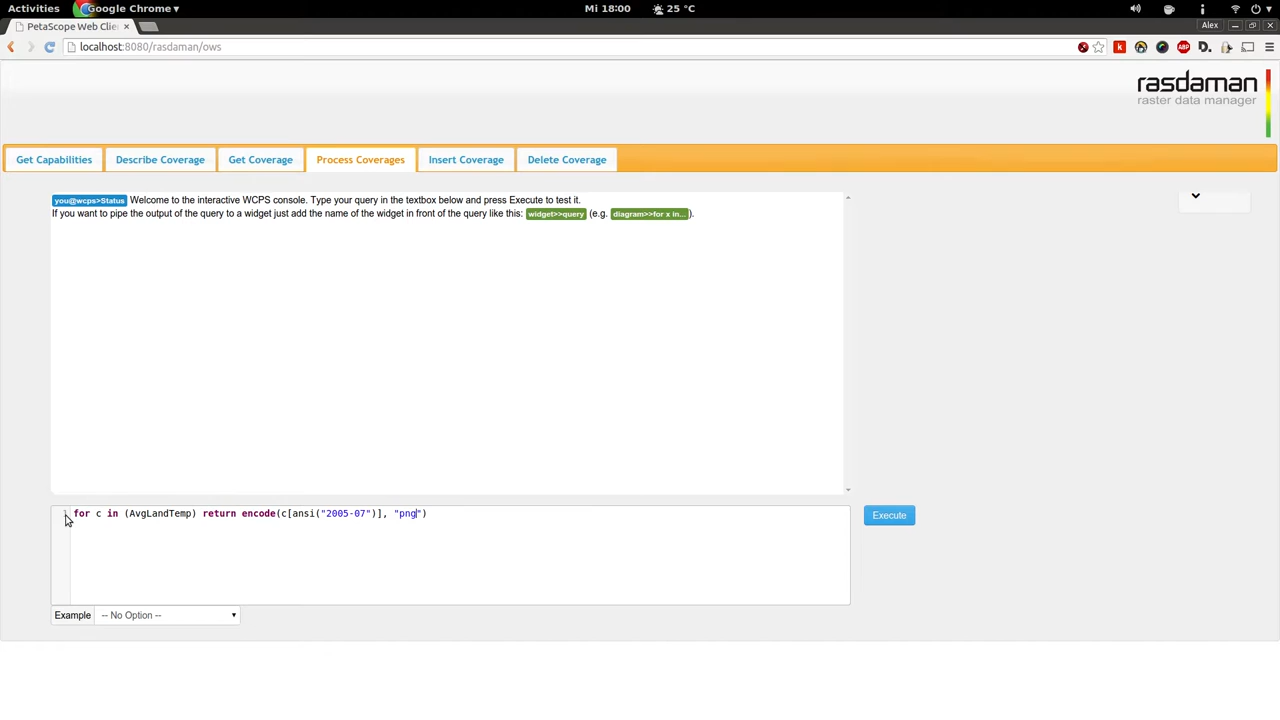 Activities Google Chrome ▾ Mi 18:00 25 °C
PetaScope Web Clie × Alex
localhost:8080/rasdaman/ows
rasdaman
raster data manager
Get Capabilities Describe Coverage Get Coverage Process Coverages Insert Coverage Delete Coverage
you@wcps>Status Welcome to the interactive WCPS console. Type your query in the textbox below and press Execute to test it.
If you want to pipe the output of the query to a widget just add the name of the widget in front of the query like this: widget>>query (e.g. diagram>>for x in... ).
1 for c in (AvgLandTemp) return encode(c[ansi("2005-07")], "png")
Execute
Example -- No Option --